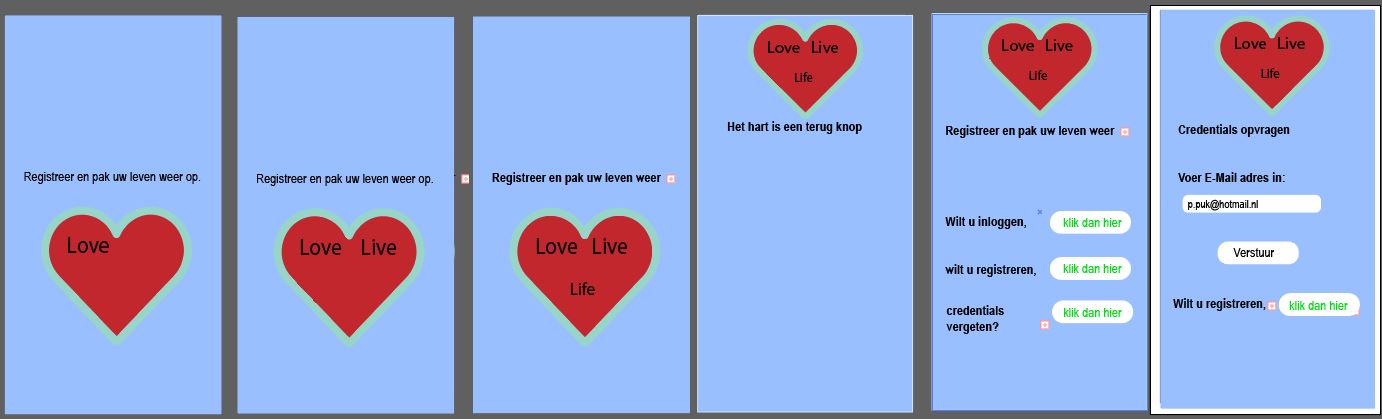 Registreer en pak uw leven weer op.
Love
Registreer en pak uw leven weer op.
Love Live
Registreer en pak uw leven weer
Love Live
Life
Love Live
Life
Het hart is een terug knop
Love Live
Life
Registreer en pak uw leven weer
Wilt u inloggen, klik dan hier
wilt u registreren, klik dan hier
credentials
vergeten? klik dan hier
Love Live
Life
Credentials opvragen
Voer E-Mail adres in:
p.puk@hotmail.nl
Verstuur
Wilt u registreren, klik dan hier